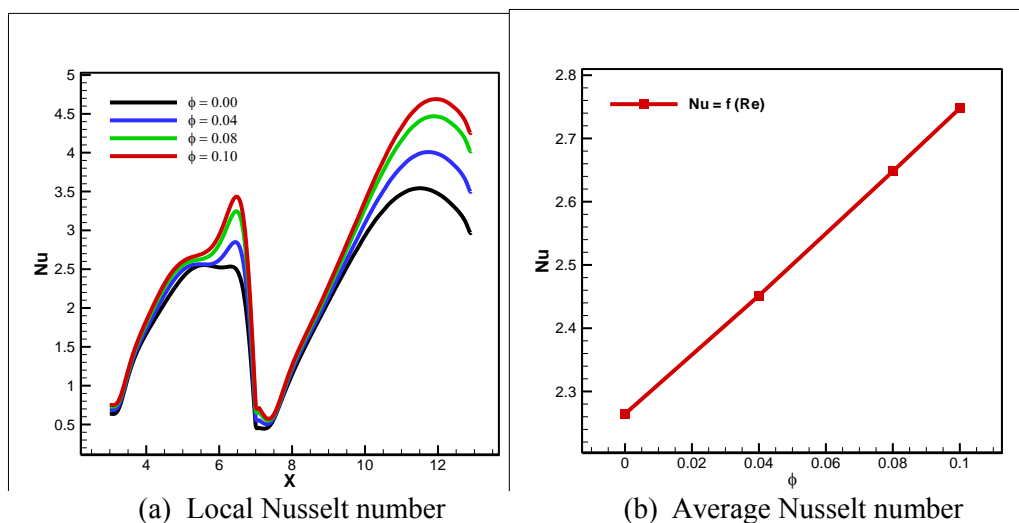 5
4.5
4
3.5
3
2.5
2
1.5
1
0.5
Nu
ϕ = 0.00
ϕ = 0.04
ϕ = 0.08
ϕ = 0.10
4
6
8
10
12
X
(a) Local Nusselt number
2.8
2.7
2.6
2.5
2.4
2.3
Nu
Nu = f (Re)
0
0.02
0.04
0.06
0.08
0.1
ϕ
(b) Average Nusselt number